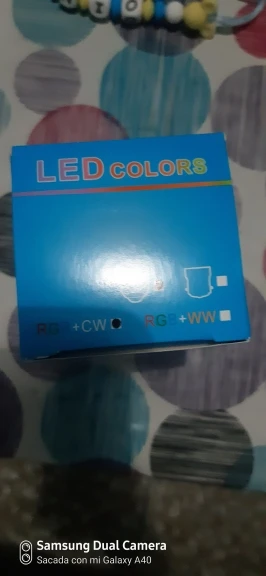 I O
LED COLORS
RGB+CW RGB+WW
Samsung Dual Camera
Sacada con mi Galaxy A40